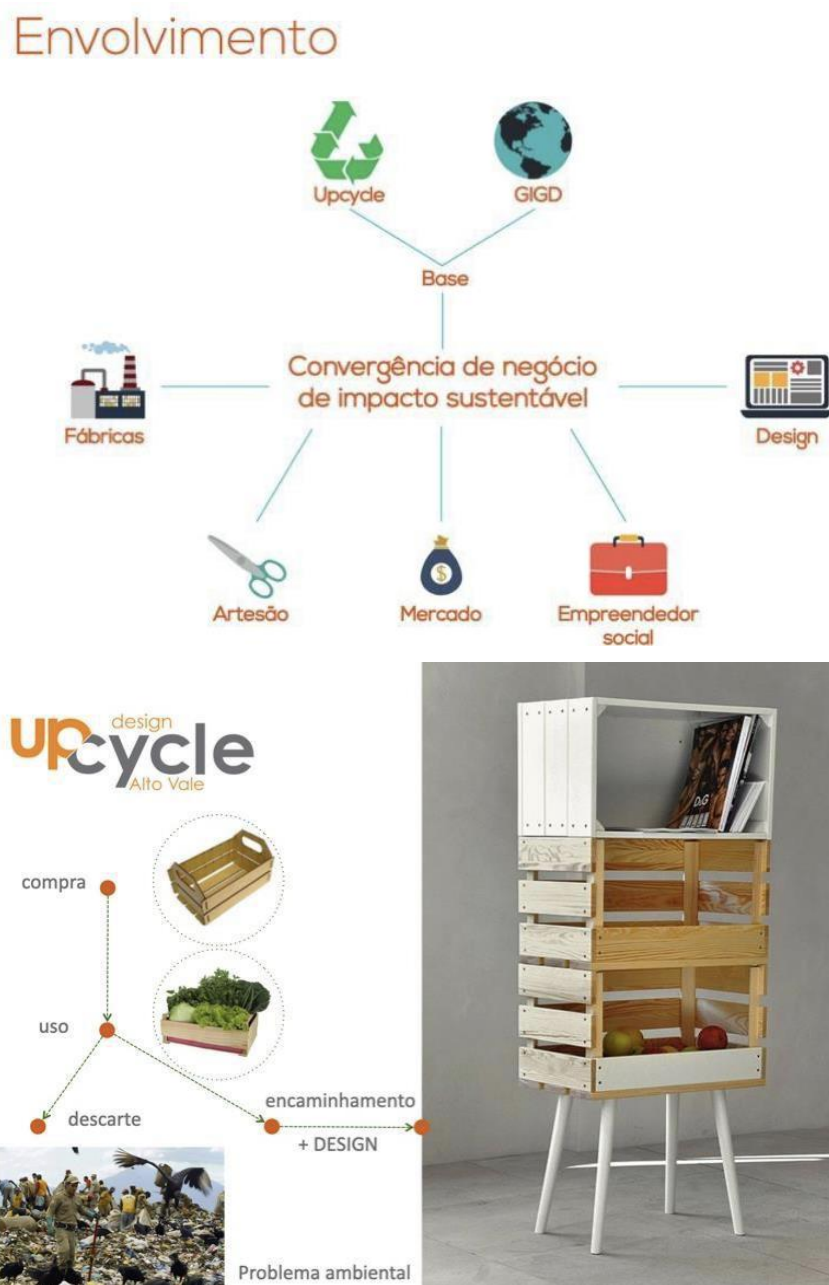 Envolvimento
Upcycle
GIGD
Base
Convergência de negócio
de impacto sustentável
Fábricas
Design
Artesão
Mercado
Empreendedor
social
design
upcycle
Alto Vale
compra
uso
descarte
encaminhamento
+ DESIGN
Problema ambiental
D&G